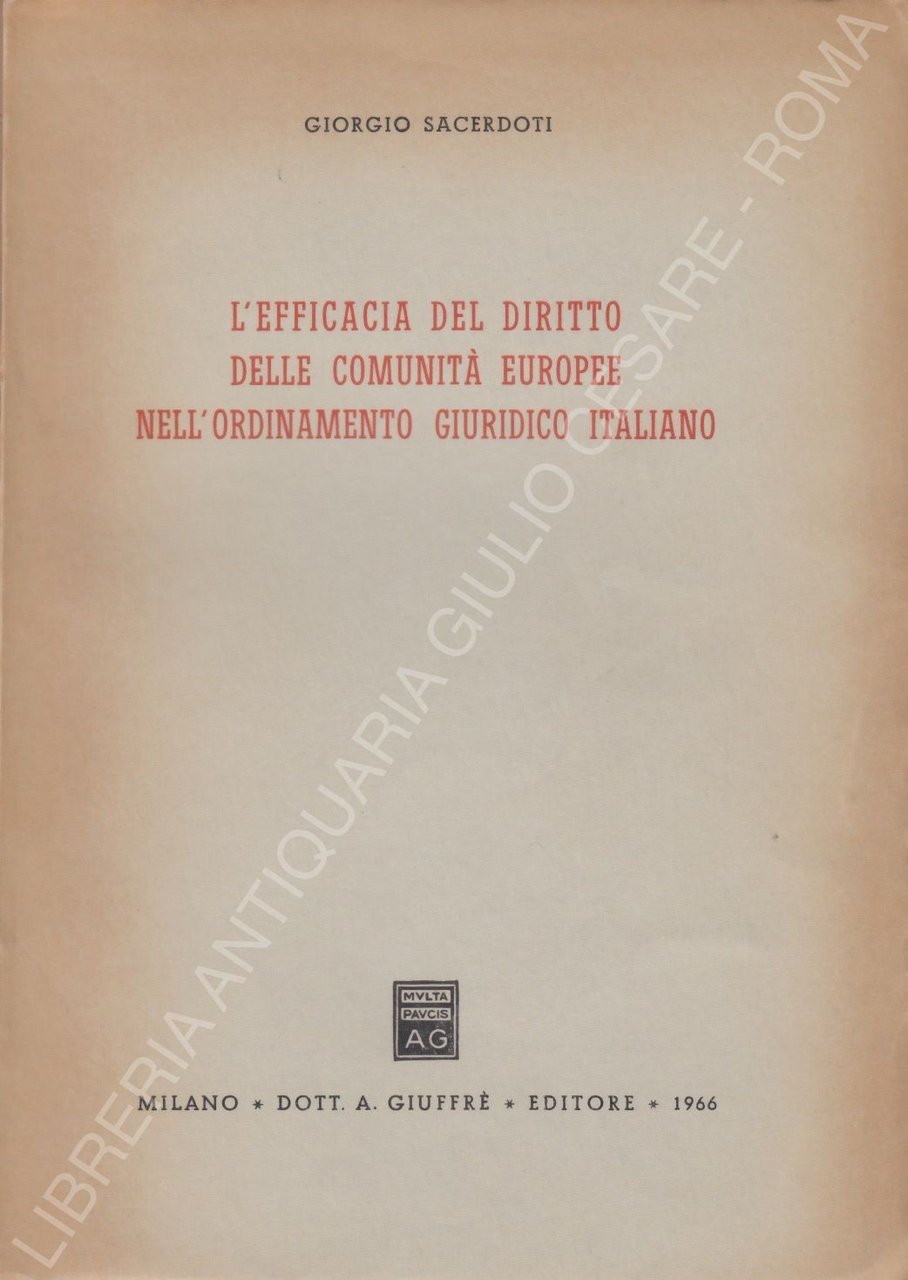 GIORGIO SACERDOTI
L'EFFICACIA DEL DIRITTO
DELLE COMUNITÀ EUROPEE
NELL'ORDINAMENTO GIURIDICO ITALIANO
MVLTA
PAVCIS
AG
MILANO * DOTT. A. GIUFFRÈ * EDITORE * 1966
LIBRERIA ANTIQUARIA GIULIO CESARE - ROMA